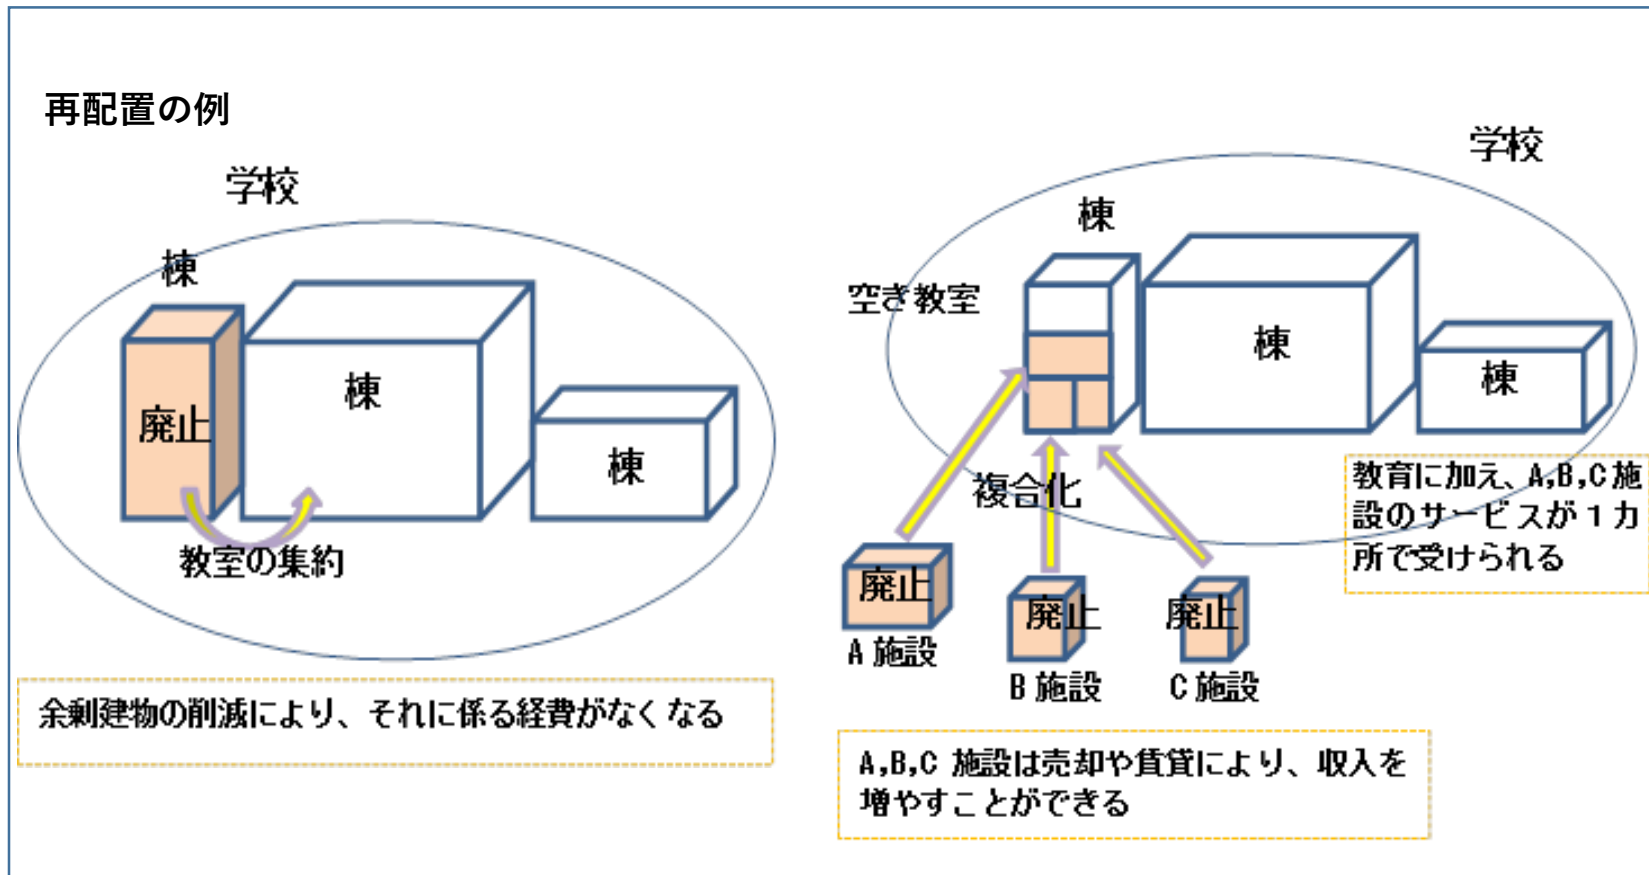 再配置の例
学校
棟
棟
棟
廃止
教室の集約
余剰建物の削減により、それに係る経費がなくなる
学校
棟
空き教室
棟
棟
複合化
教育に加え、A,B,C施
設のサービスが１カ
所で受けられる
廃止
A 施設
廃止
B 施設
廃止
C 施設
A,B,C 施設は売却や賃貸により、収入を
増やすことができる